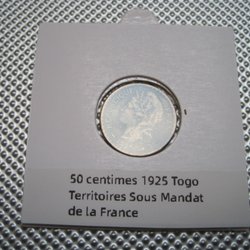 50 centimes 1925 Togo
Territoires Sous Mandat
de la France